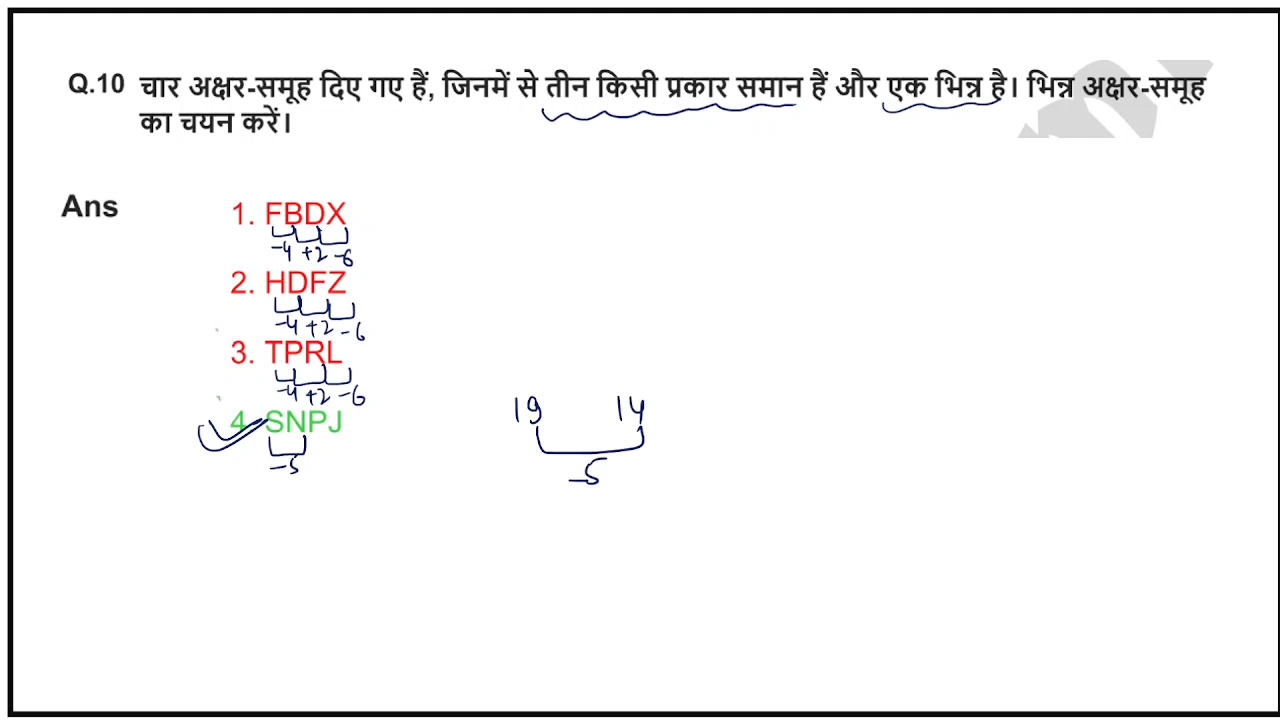 Q.10 चार अक्षर-समूह दिए गए हैं, जिनमें से तीन किसी प्रकार समान हैं और एक भिन्न है। भिन्न अक्षर-समूह
का चयन करें।
Ans
1. FBDX
-4 +2 -6
2. HDFZ
-4 +2 -6
3. TPRL
-4 +2 -6
4. SNPJ
-5
19 14
-5